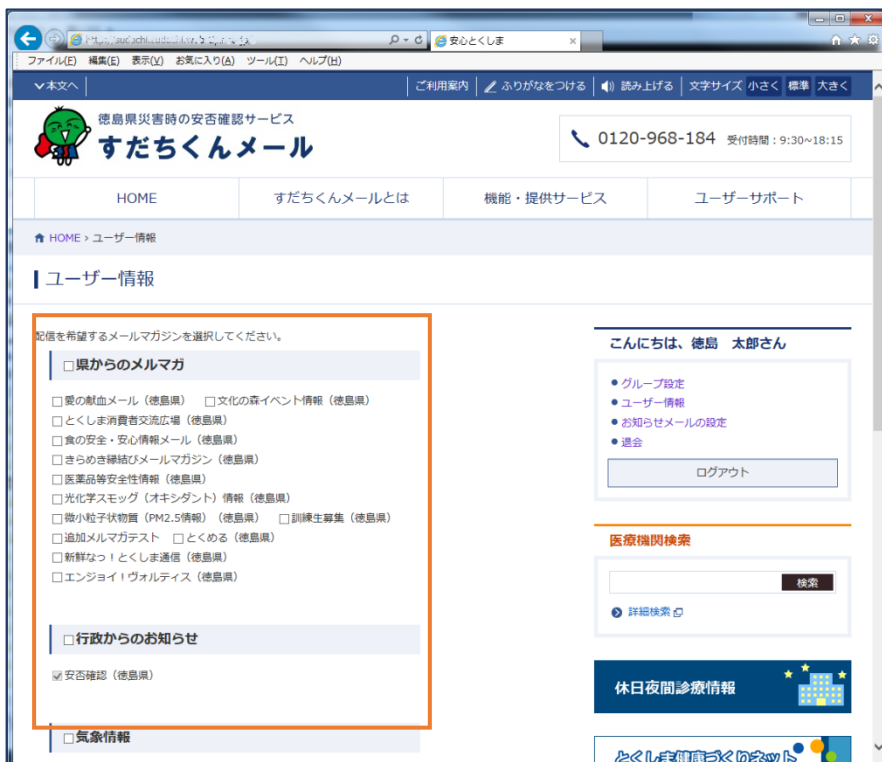 安心とくしま
ファイル(F) 編集(E) 表示(V) お気に入り(A) ツール(T) ヘルプ(H)
本文へ ご利用案内 ふりがなをつける 読み上げる 文字サイズ 小さく 標準 大きく
徳島県災害時の安否確認サービス
すだちくんメール
0120-968-184 受付時間:9:30~18:15
HOME すだちくんメールとは 機能・提供サービス ユーザーサポート
HOME › ユーザー情報
ユーザー情報
配信を希望するメールマガジンを選択してください。
□県からのメルマガ
□愛の献血メール(徳島県) □文化の森イベント情報(徳島県)
□とくしま消費者交流広場(徳島県)
□食の安全・安心情報メール(徳島県)
□きらめき縁結びメールマガジン(徳島県)
□医薬品等安全性情報(徳島県)
□光化学スモッグ(オキシダント)情報(徳島県)
□微小粒子状物質(PM2.5情報)(徳島県) □訓練生募集(徳島県)
□追加メルマガテスト □とくめる(徳島県)
□新鮮なっ!とくしま通信(徳島県)
□エンジョイ!ヴォルティス(徳島県)
□行政からのお知らせ
☑安否確認(徳島県)
□気象情報
こんにちは、徳島 太郎さん
● グループ設定
● ユーザー情報
● お知らせメールの設定
● 退会
ログアウト
医療機関検索
検索
詳細検索
休日夜間診療情報
とくしま健康づくりネット